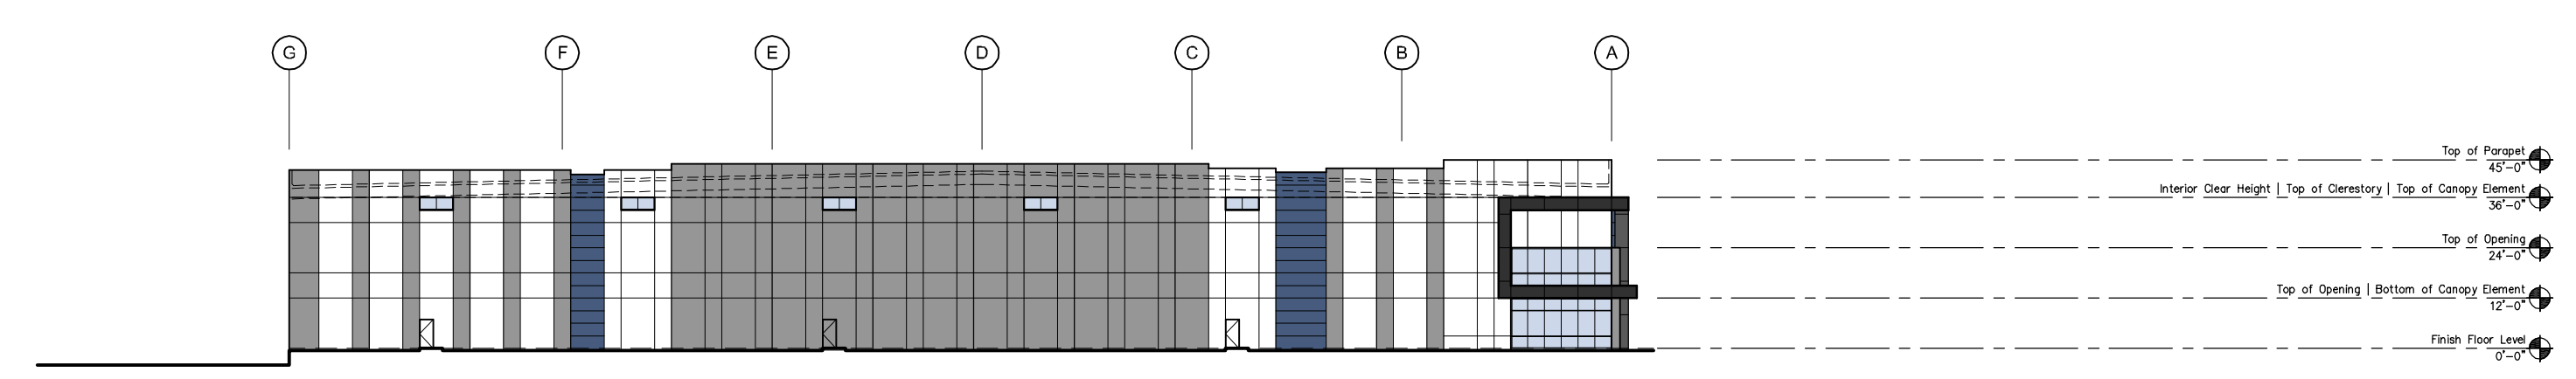 G F E D C B A
Top of Parapet
45'-0"
Interior Clear Height | Top of Clerestory | Top of Canopy Element
36'-0"
Top of Opening
24'-0"
Top of Opening | Bottom of Canopy Element
12'-0"
Finish Floor Level
0'-0"